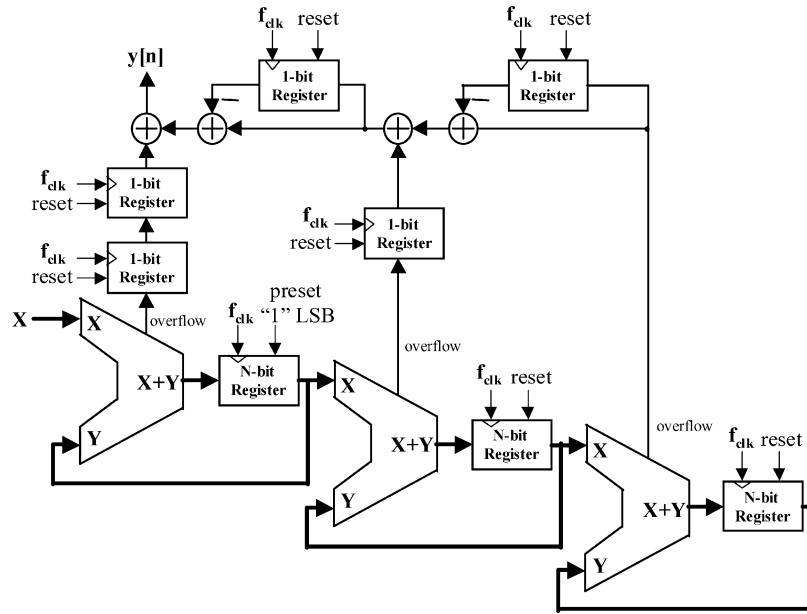 f_clk reset
f_clk reset
y[n]
1-bit
Register
1-bit
Register
—
—
+
+
+
+
f_clk
reset
1-bit
Register
f_clk
reset
1-bit
Register
f_clk
reset
1-bit
Register
X
X
overflow
X+Y
Y
preset
f_clk "1" LSB
N-bit
Register
overflow
X
X+Y
Y
f_clk reset
N-bit
Register
overflow
X
X+Y
Y
f_clk reset
N-bit
Register